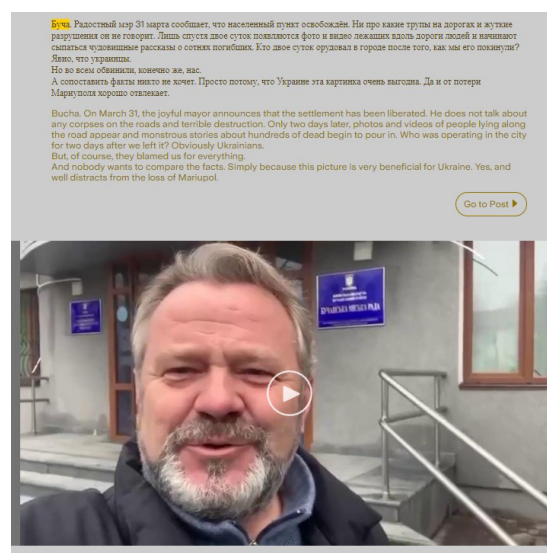 Буча. Радостный мэр 31 марта сообщает, что населенный пункт освобождён. Ни про какие трупы на дорогах и жуткие
разрушения он не говорит. Лишь спустя двое суток появляются фото и видео лежащих вдоль дороги людей и начинают
сыпаться чудовищные рассказы о сотнях погибших. Кто двое суток орудовал в городе после того, как мы его покинули?
Явно, что украинцы.
Но во всем обвинили, конечно же, нас.
А сопоставить факты никто не хочет. Просто потому, что Украине эта картинка очень выгодна. Да и от потери
Мариуполя хорошо отвлекает.
Bucha. On March 31, the joyful mayor announces that the settlement has been liberated. He does not talk about
any corpses on the roads and terrible destruction. Only two days later, photos and videos of people lying along
the road appear and monstrous stories about hundreds of dead begin to pour in. Who was operating in the city
for two days after we left it? Obviously Ukrainians.
But, of course, they blamed us for everything.
And nobody wants to compare the facts. Simply because this picture is very beneficial for Ukraine. Yes, and
well distracts from the loss of Mariupol.
Go to Post
БУЧАНСЬКА МІСЬКА РАДА